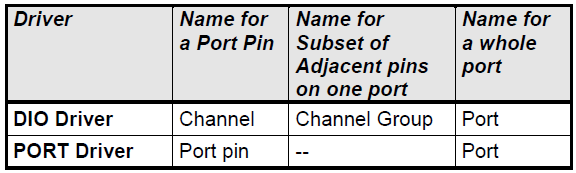 Driver
Name for
a Port Pin
Name for
Subset of
Adjacent pins
on one port
Name for
a whole
port
DIO Driver Channel Channel Group Port
PORT Driver Port pin -- Port